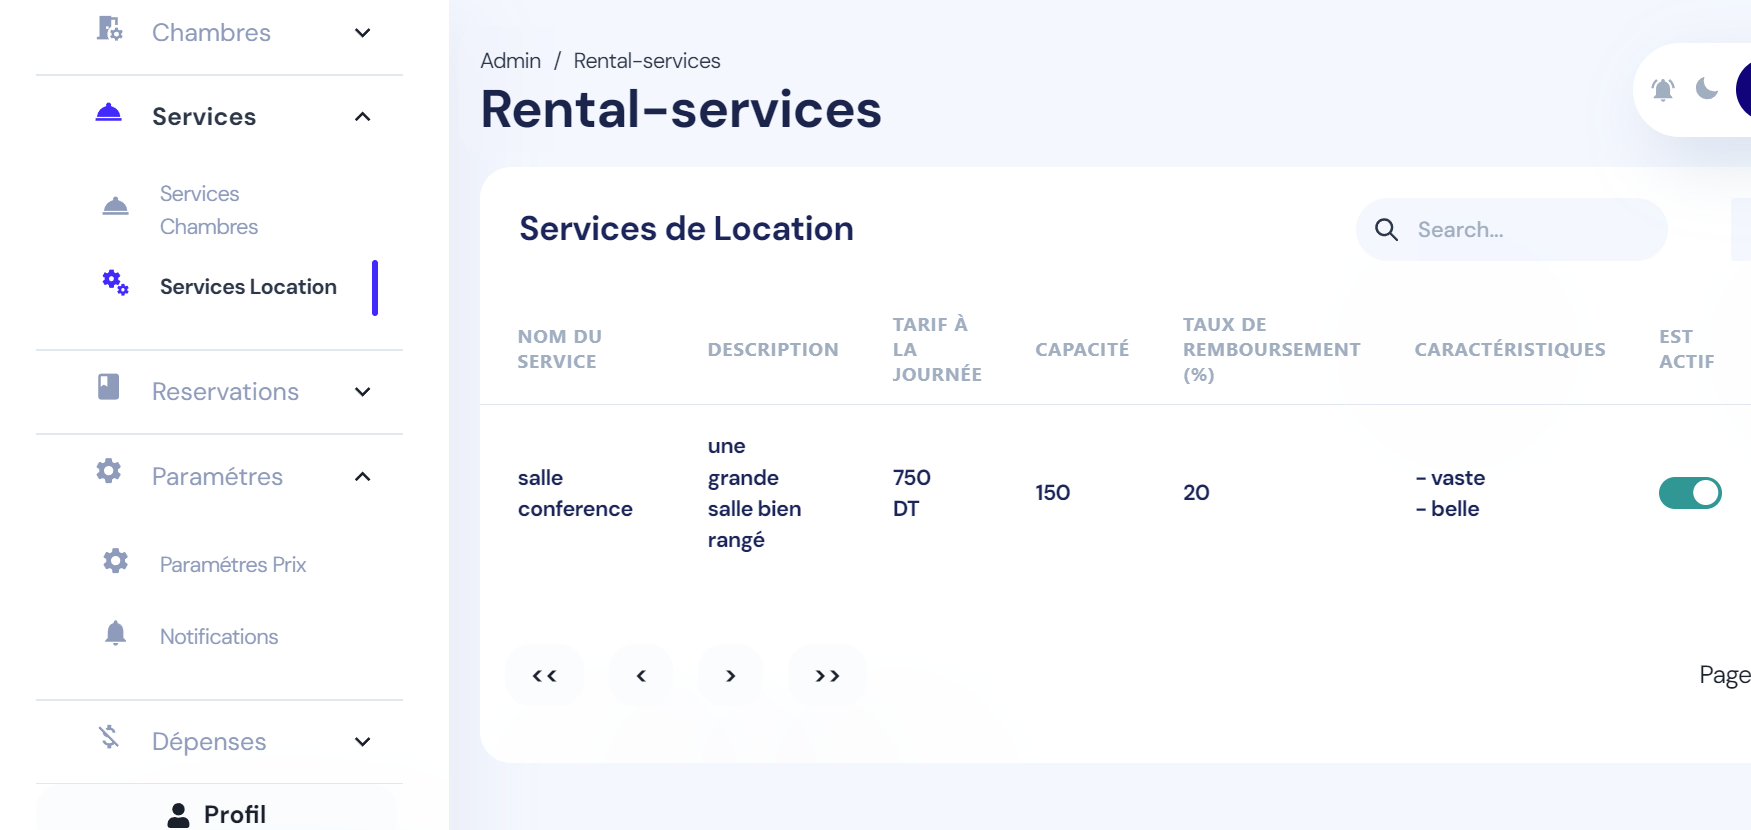 Chambres
Services
Services
Chambres
Services Location
Reservations
Paramétres
Paramétres Prix
Notifications
Dépenses
Profil
Admin / Rental-services
Rental-services
Services de Location
Search...
NOM DU
SERVICE
DESCRIPTION
TARIF À
LA
JOURNÉE
CAPACITÉ
TAUX DE
REMBOURSEMENT
(%)
CARACTÉRISTIQUES
EST
ACTIF
salle
conference
une
grande
salle bien
rangé
750
DT
150
20
- vaste
- belle
<< < > >>
Page